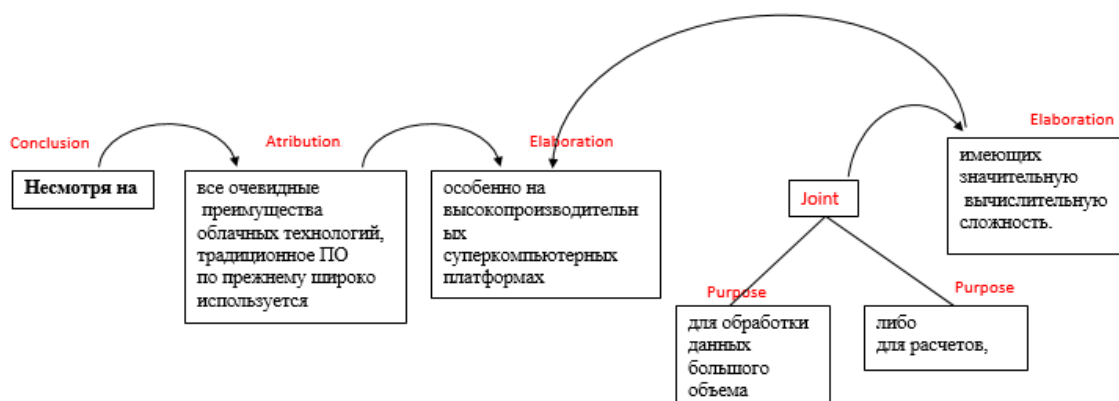 Conclusion
Несмотря на
Atribution
все очевидные
преимущества
облачных технологий,
традиционное ПО
по прежнему широко
используется
Elaboration
особенно на
высокопроизводительн
ых
суперкомпьютерных
платформах
Joint
Purpose
для обработки
данных
большого
объема
Purpose
либо
для расчетов,
Elaboration
имеющих
значительную
вычислительную
сложность.